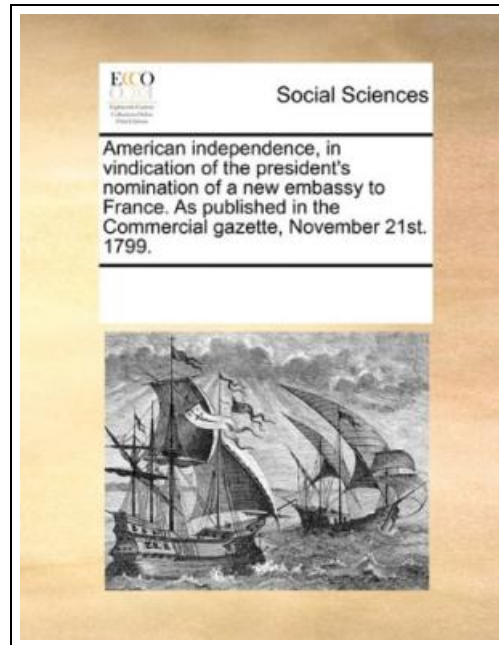 ECCO
Social Sciences
American independence, in
vindication of the president's
nomination of a new embassy to
France. As published in the
Commercial gazette, November 21st.
1799.